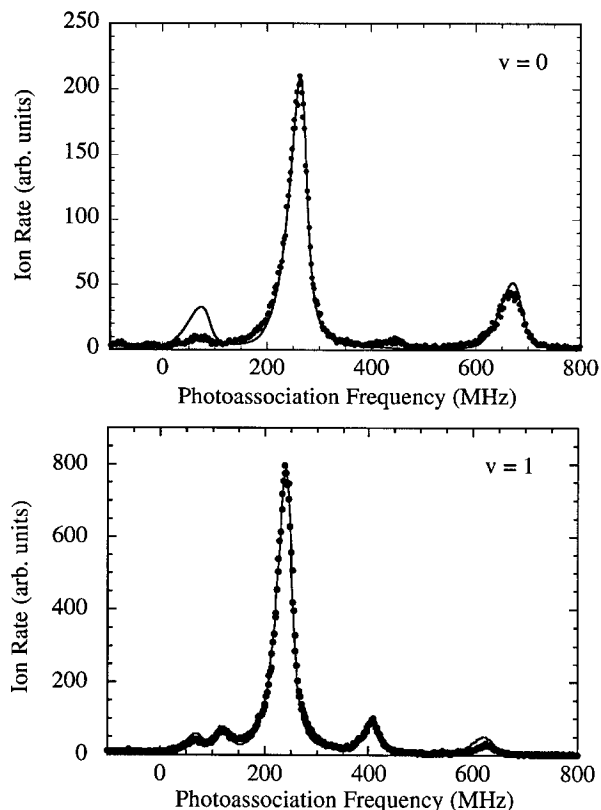 250
200
150
100
50
0
Ion Rate (arb. units)
v = 0
0 200 400 600 800
Photoassociation Frequency (MHz)
800
600
400
200
0
Ion Rate (arb. units)
v = 1
0 200 400 600 800
Photoassociation Frequency (MHz)